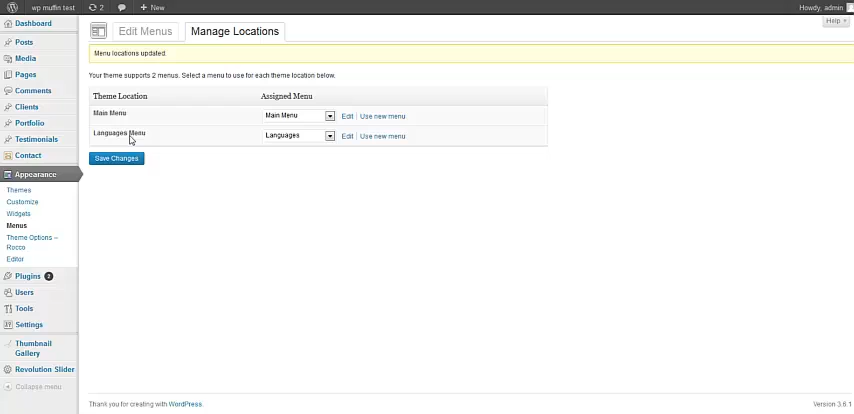 wp muffin test 2 New Howdy, admin
Help
Dashboard
Posts
Media
Pages
Comments
Clients
Portfolio
Testimonials
Contact
Appearance
Themes
Customize
Widgets
Menus
Theme Options –
Rocco
Editor
Plugins 2
Users
Tools
Settings
Thumbnail
Gallery
Revolution Slider
Collapse menu
Edit Menus Manage Locations
Menu locations updated.
Your theme supports 2 menus. Select a menu to use for each theme location below.
Theme Location Assigned Menu
Main Menu Main Menu Edit | Use new menu
Languages Menu Languages Edit | Use new menu
Save Changes
Thank you for creating with WordPress. Version 3.6.1